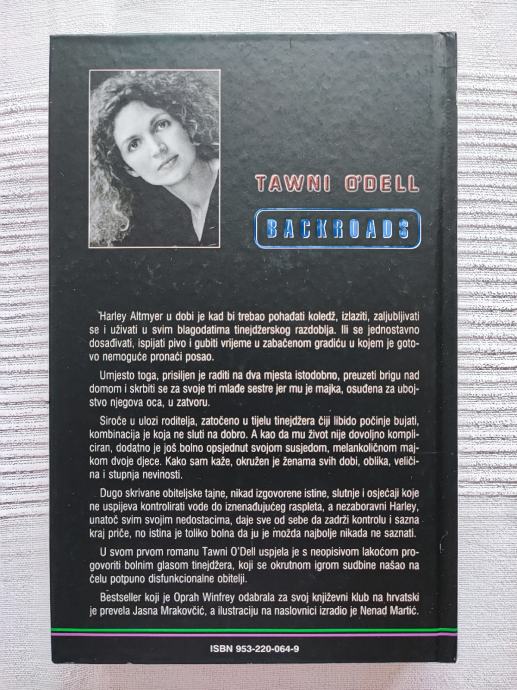 TAWNI O'DELL
BACKROADS
Harley Altmyer u dobi je kad bi trebao pohađati koledž, izlaziti, zaljubljivati
se i uživati u svim blagodatima tinejdžerskog razdoblja. Ili se jednostavno
dosađivati, ispijati pivo i gubiti vrijeme u zabačenom gradiću u kojem je goto-
vo nemoguće pronaći posao.
Umjesto toga, prisiljen je raditi na dva mjesta istodobno, preuzeti brigu nad
domom i skrbiti se za svoje tri mlađe sestre jer mu je majka, osuđena za uboj-
stvo njegova oca, u zatvoru.
Siroče u ulozi roditelja, zatočeno u tijelu tinejdžera čiji libido počinje bujati,
kombinacija je koja ne sluti na dobro. A kao da mu život nije dovoljno kompli-
ciran, dodatno je još bolno opsjednut svojom susjedom, melankoličnom maj-
kom dvoje djece. Kako sam kaže, okružen je ženama svih dobi, oblika, veliči-
na i stupnja nevinosti.
Dugo skrivane obiteljske tajne, nikad izgovorene istine, slutnje i osjećaji koje
ne uspijeva kontrolirati vode do iznenađujućeg raspleta, a nezaboravni Harley,
unatoč svim svojim nedostacima, daje sve od sebe da zadrži kontrolu i sazna
kraj priče, no istina je toliko bolna da ju je možda najbolje nikada ne saznati.
U svom prvom romanu Tawni O'Dell uspjela je s neopisivom lakoćom pro-
govoriti bolnim glasom tinejdžera, koji se okrutnom igrom sudbine našao na
čelu potpuno disfunkcionalne obitelji.
Bestseller koji je Oprah Winfrey odabrala za svoj književni klub na hrvatski
je prevela Jasna Mrakovčić, a ilustraciju na naslovnici izradio je Nenad Martić.
ISBN 953-220-064-9